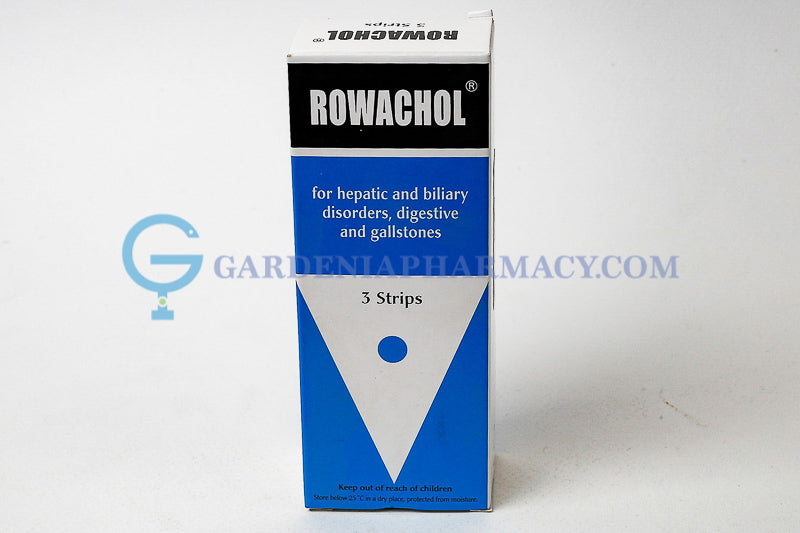 3 Strips
ROWACHOL®
ROWACHOL®
for hepatic and biliary
disorders, digestive
and gallstones
GARDENIAPHARMACY.COM
3 Strips
Keep out of reach of children
Store below 25°C in a dry place, protected from moisture.